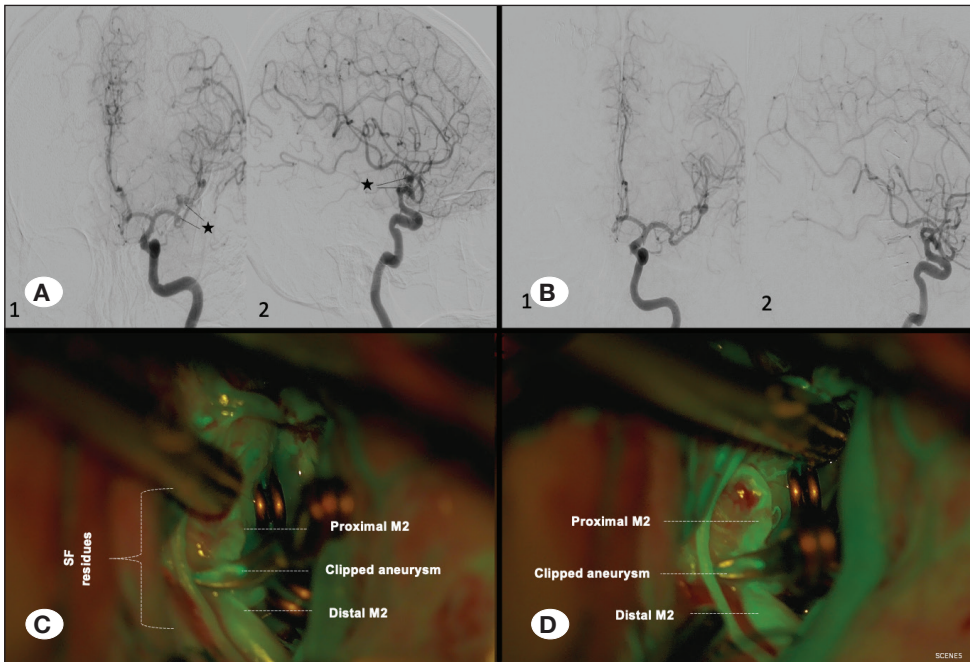 A
1
2
B
1
2
SF
residues
Proximal M2
Clipped aneurysm
Distal M2
C
Proximal M2
Clipped aneurysm
Distal M2
D
SCENES